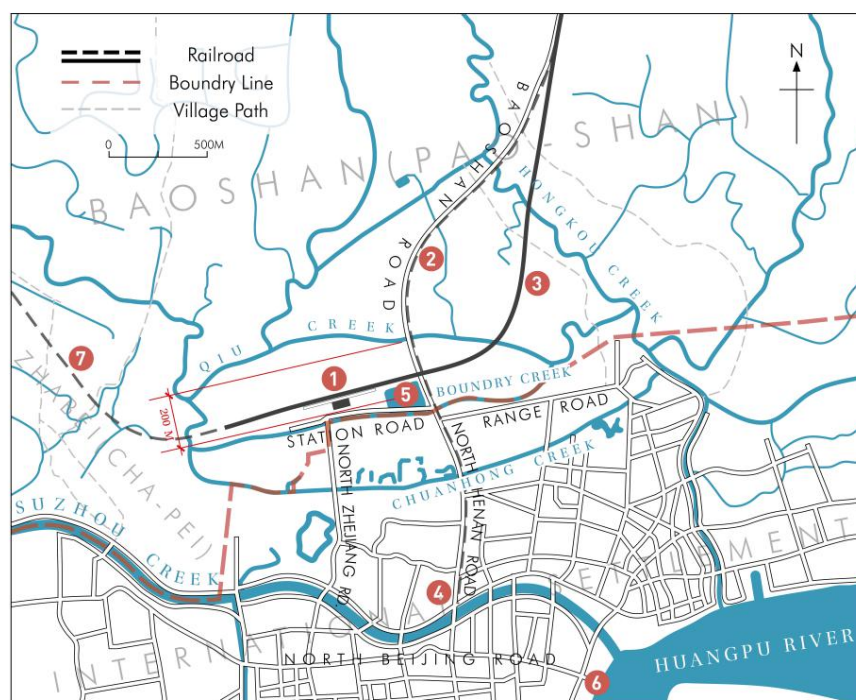 Railroad
Boundry Line
Village Path
0 500M
N
BAOSHAN (PAO-SHAN)
BAOSHAN ROAD
HONGKOU CREEK
2
3
7
QIU CREEK
ZHABEI (CHA-PEI)
1
5
BOUNDRY CREEK
200 M
STATION ROAD
RANGE ROAD
NORTH ZHEJIANG RD.
NORTH HENAN ROAD
CHUANHONG CREEK
SUZHOU CREEK
4
INTERNATIONAL SETTLEMENT
NORTH BEIJING ROAD
HUANGPU RIVER
6